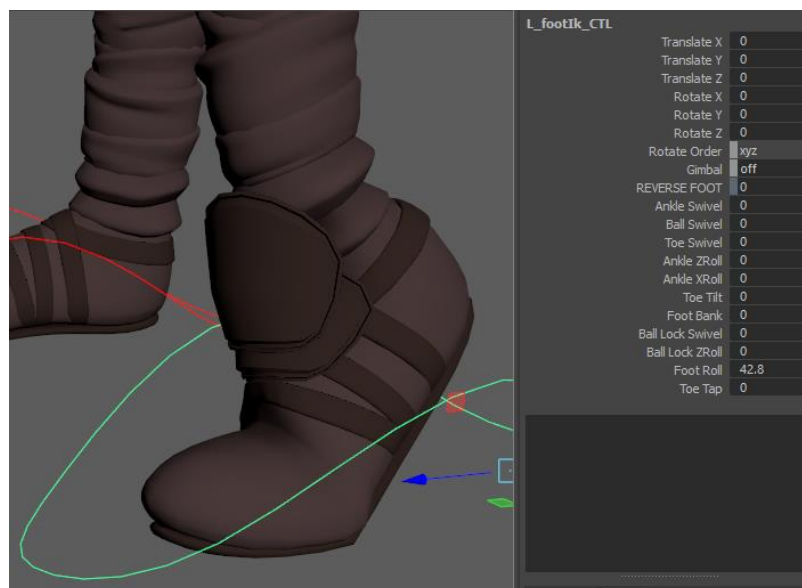 L_footIk_CTL
Translate X 0
Translate Y 0
Translate Z 0
Rotate X 0
Rotate Y 0
Rotate Z 0
Rotate Order xyz
Gimbal off
REVERSE FOOT 0
Ankle Swivel 0
Ball Swivel 0
Toe Swivel 0
Ankle ZRoll 0
Ankle XRoll 0
Toe Tilt 0
Foot Bank 0
Ball Lock Swivel 0
Ball Lock ZRoll 0
Foot Roll 42.8
Toe Tap 0